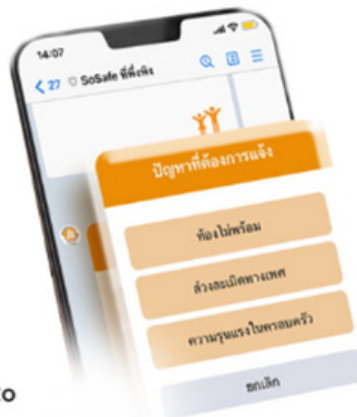 14:07
27 SoSafe ที่พึ่งพิง
ปัญหาที่ต้องการแจ้ง
ท้องไม่พร้อม
ล่วงละเมิดทางเพศ
ความรุนแรงในครอบครัว
ยกเลิก
to